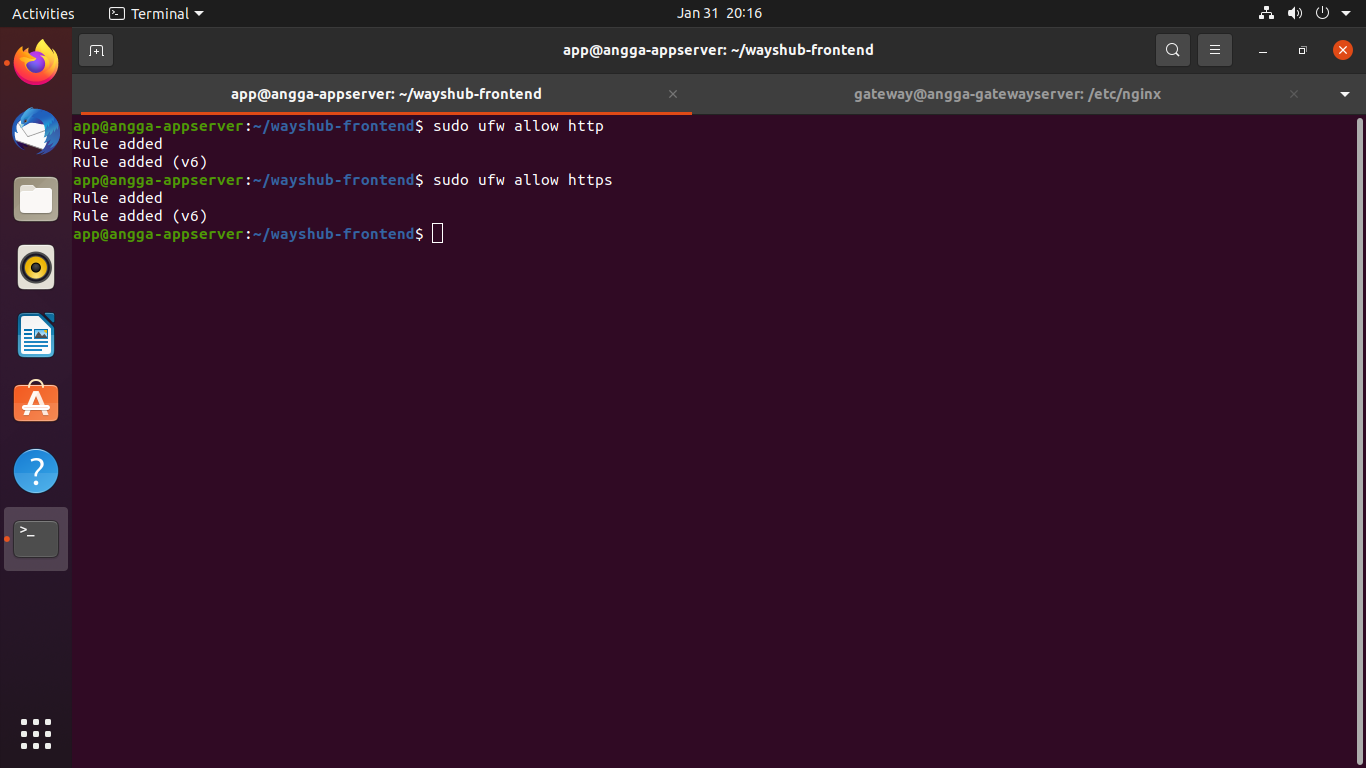 Activities
Terminal
Jan 31 20:16
app@angga-appserver: ~/wayshub-frontend
app@angga-appserver: ~/wayshub-frontend
gateway@angga-gatewayserver: /etc/nginx
app@angga-appserver:~/wayshub-frontend$ sudo ufw allow http
Rule added
Rule added (v6)
app@angga-appserver:~/wayshub-frontend$ sudo ufw allow https
Rule added
Rule added (v6)
app@angga-appserver:~/wayshub-frontend$